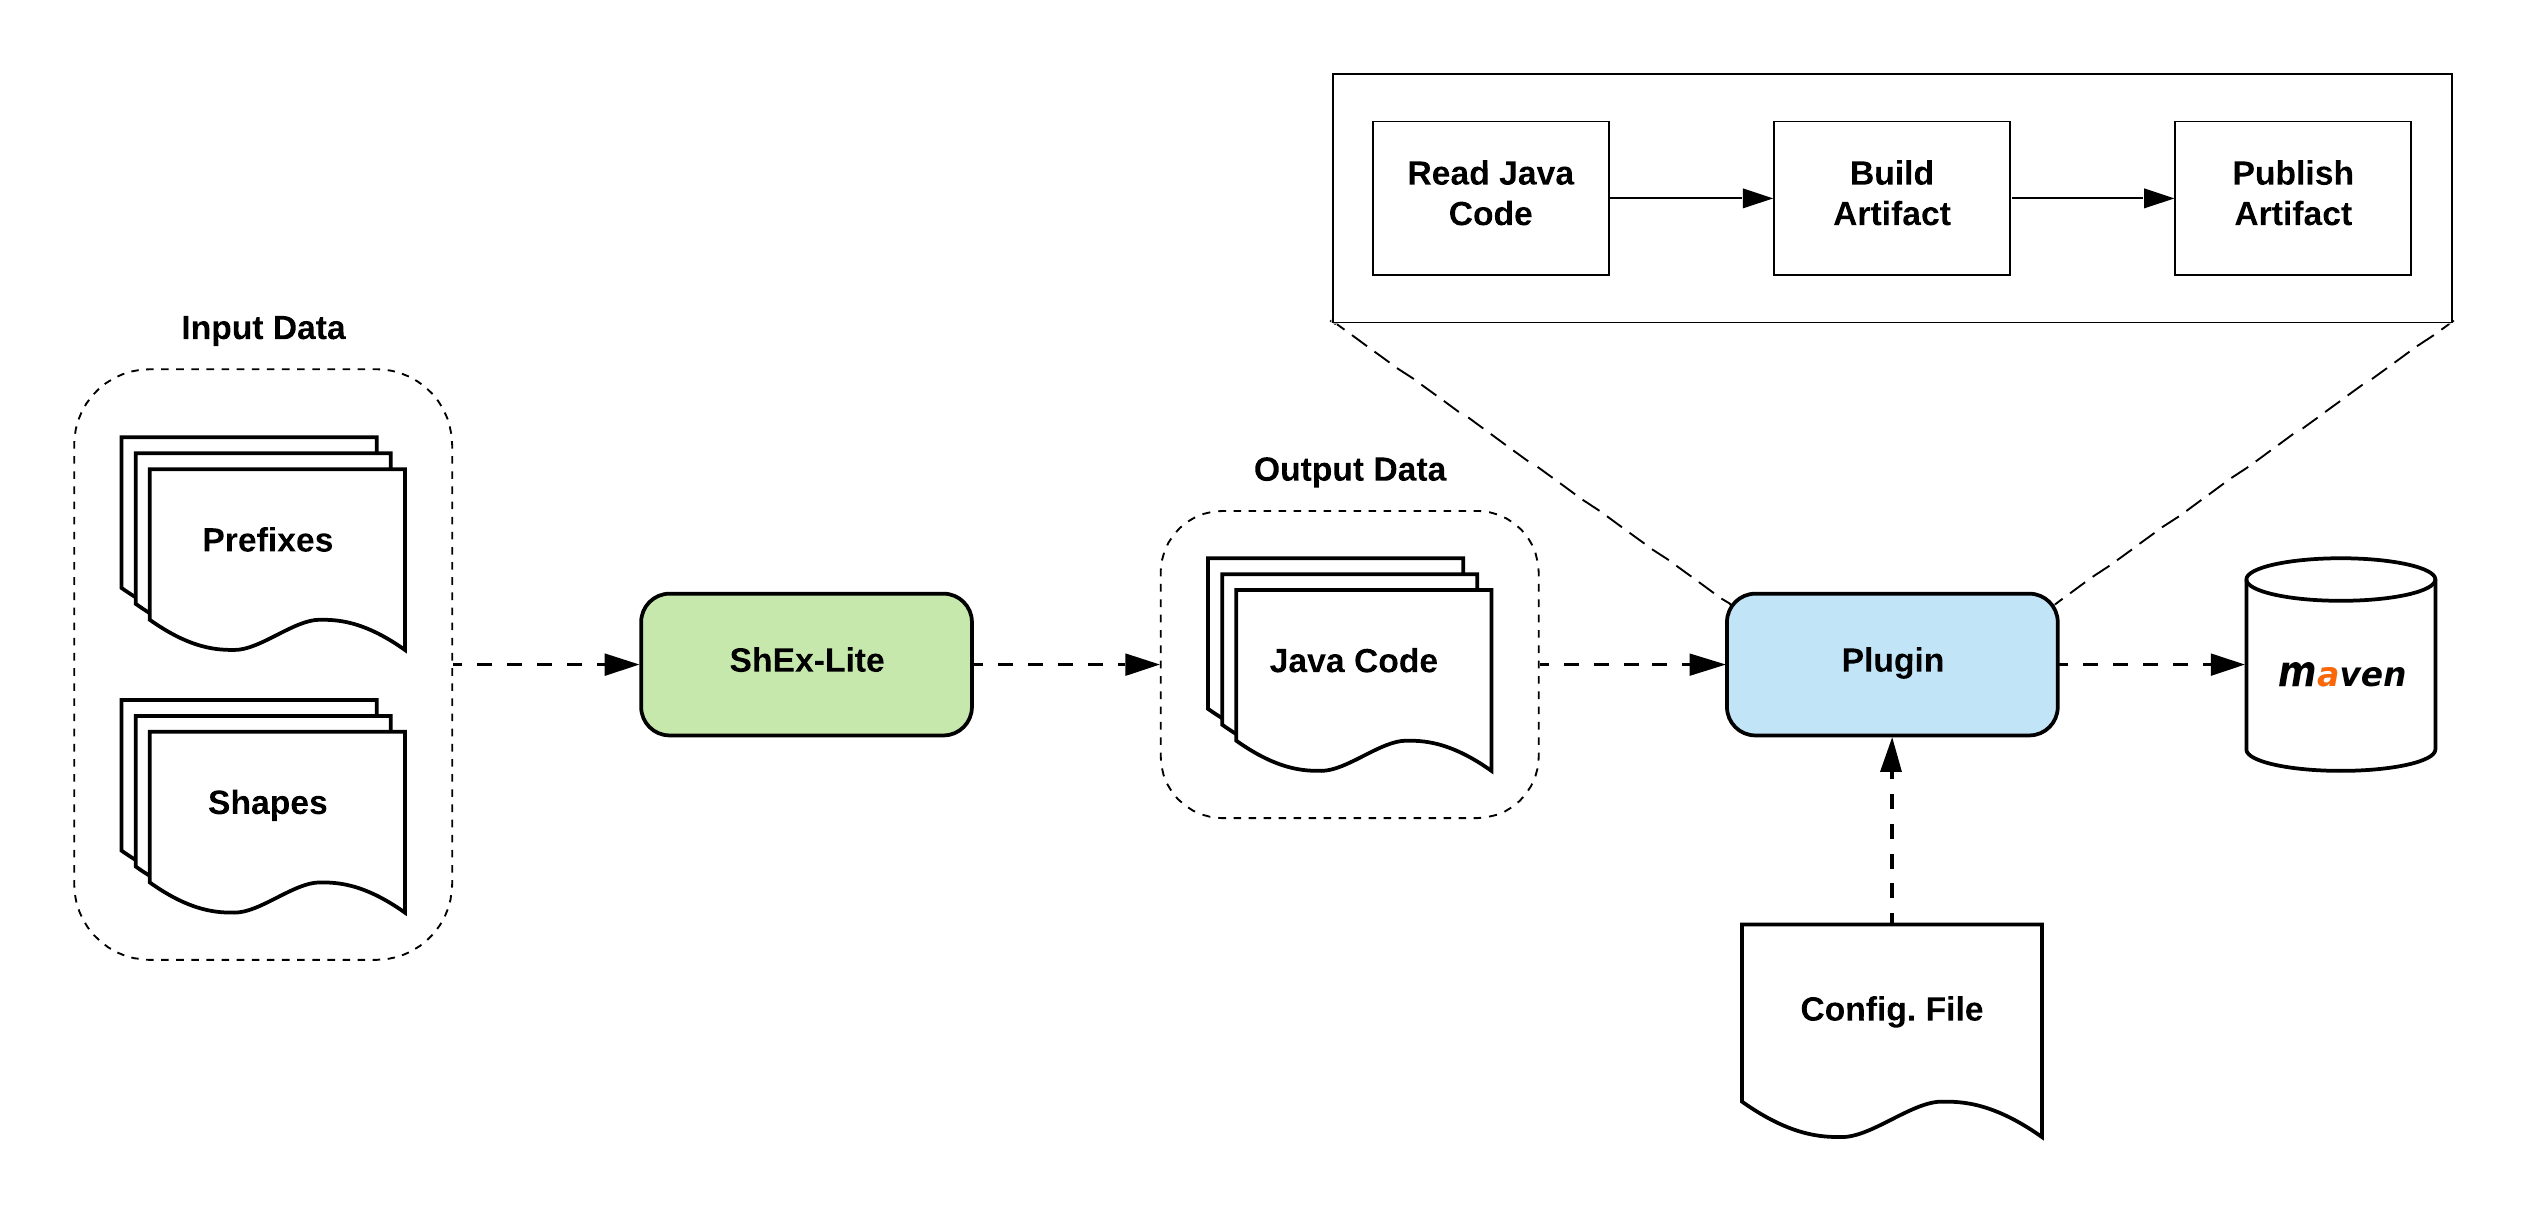 Read Java
Code
Build
Artifact
Publish
Artifact
Input Data
Prefixes
Shapes
ShEx-Lite
Output Data
Java Code
Plugin
maven
Config. File